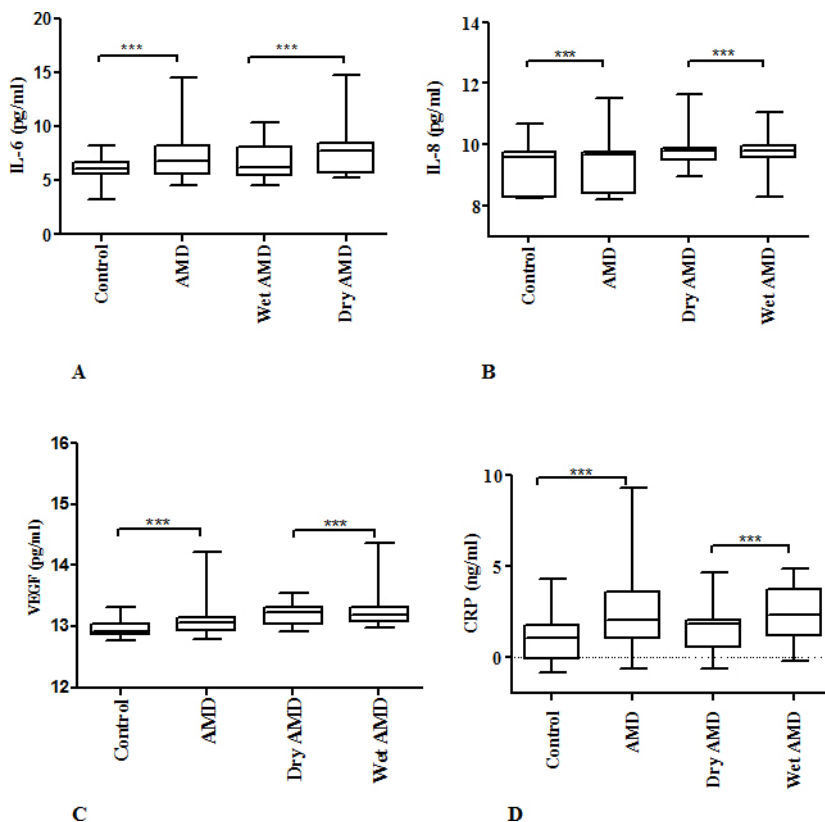 IL-6 (pg/ml)
20
15
10
5
0
***
***
Control
AMD
Wet AMD
Dry AMD
A
IL-8 (pg/ml)
14
12
10
8
***
***
Control
AMD
Dry AMD
Wet AMD
B
VEGF (pg/ml)
16
15
14
13
12
***
***
Control
AMD
Dry AMD
Wet AMD
C
CRP (ng/ml)
10
5
0
***
***
Control
AMD
Dry AMD
Wet AMD
D